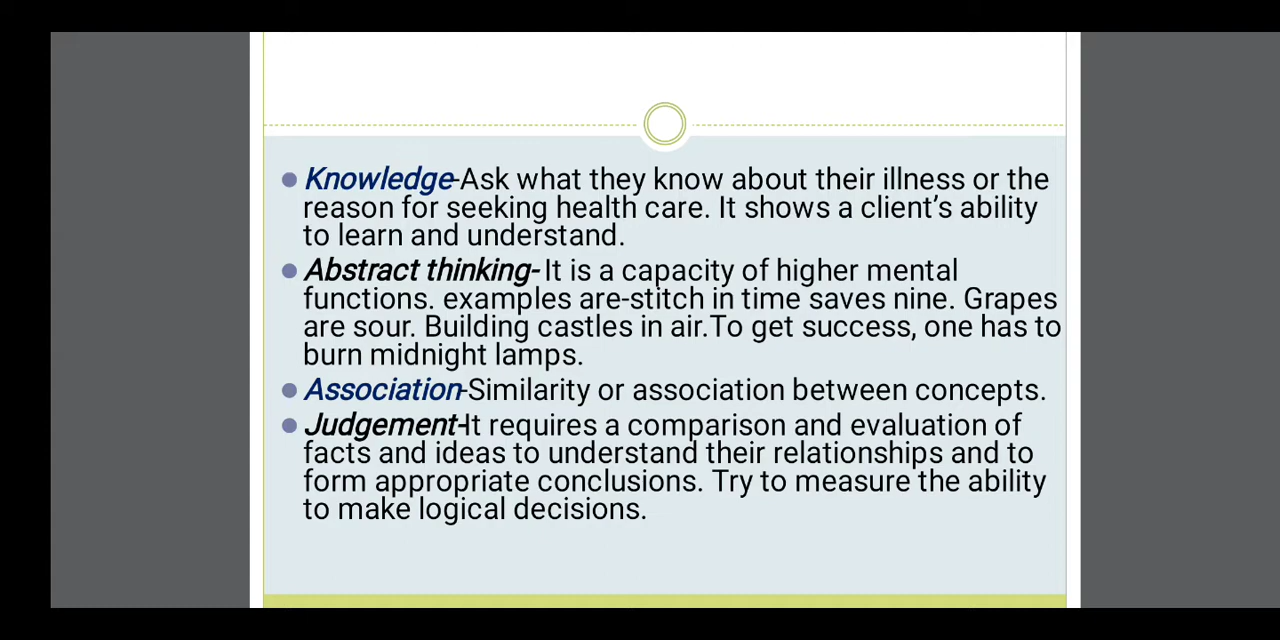 Knowledge-Ask what they know about their illness or the
reason for seeking health care. It shows a client’s ability
to learn and understand.
Abstract thinking- It is a capacity of higher mental
functions. examples are-stitch in time saves nine. Grapes
are sour. Building castles in air.To get success, one has to
burn midnight lamps.
Association-Similarity or association between concepts.
Judgement-It requires a comparison and evaluation of
facts and ideas to understand their relationships and to
form appropriate conclusions. Try to measure the ability
to make logical decisions.